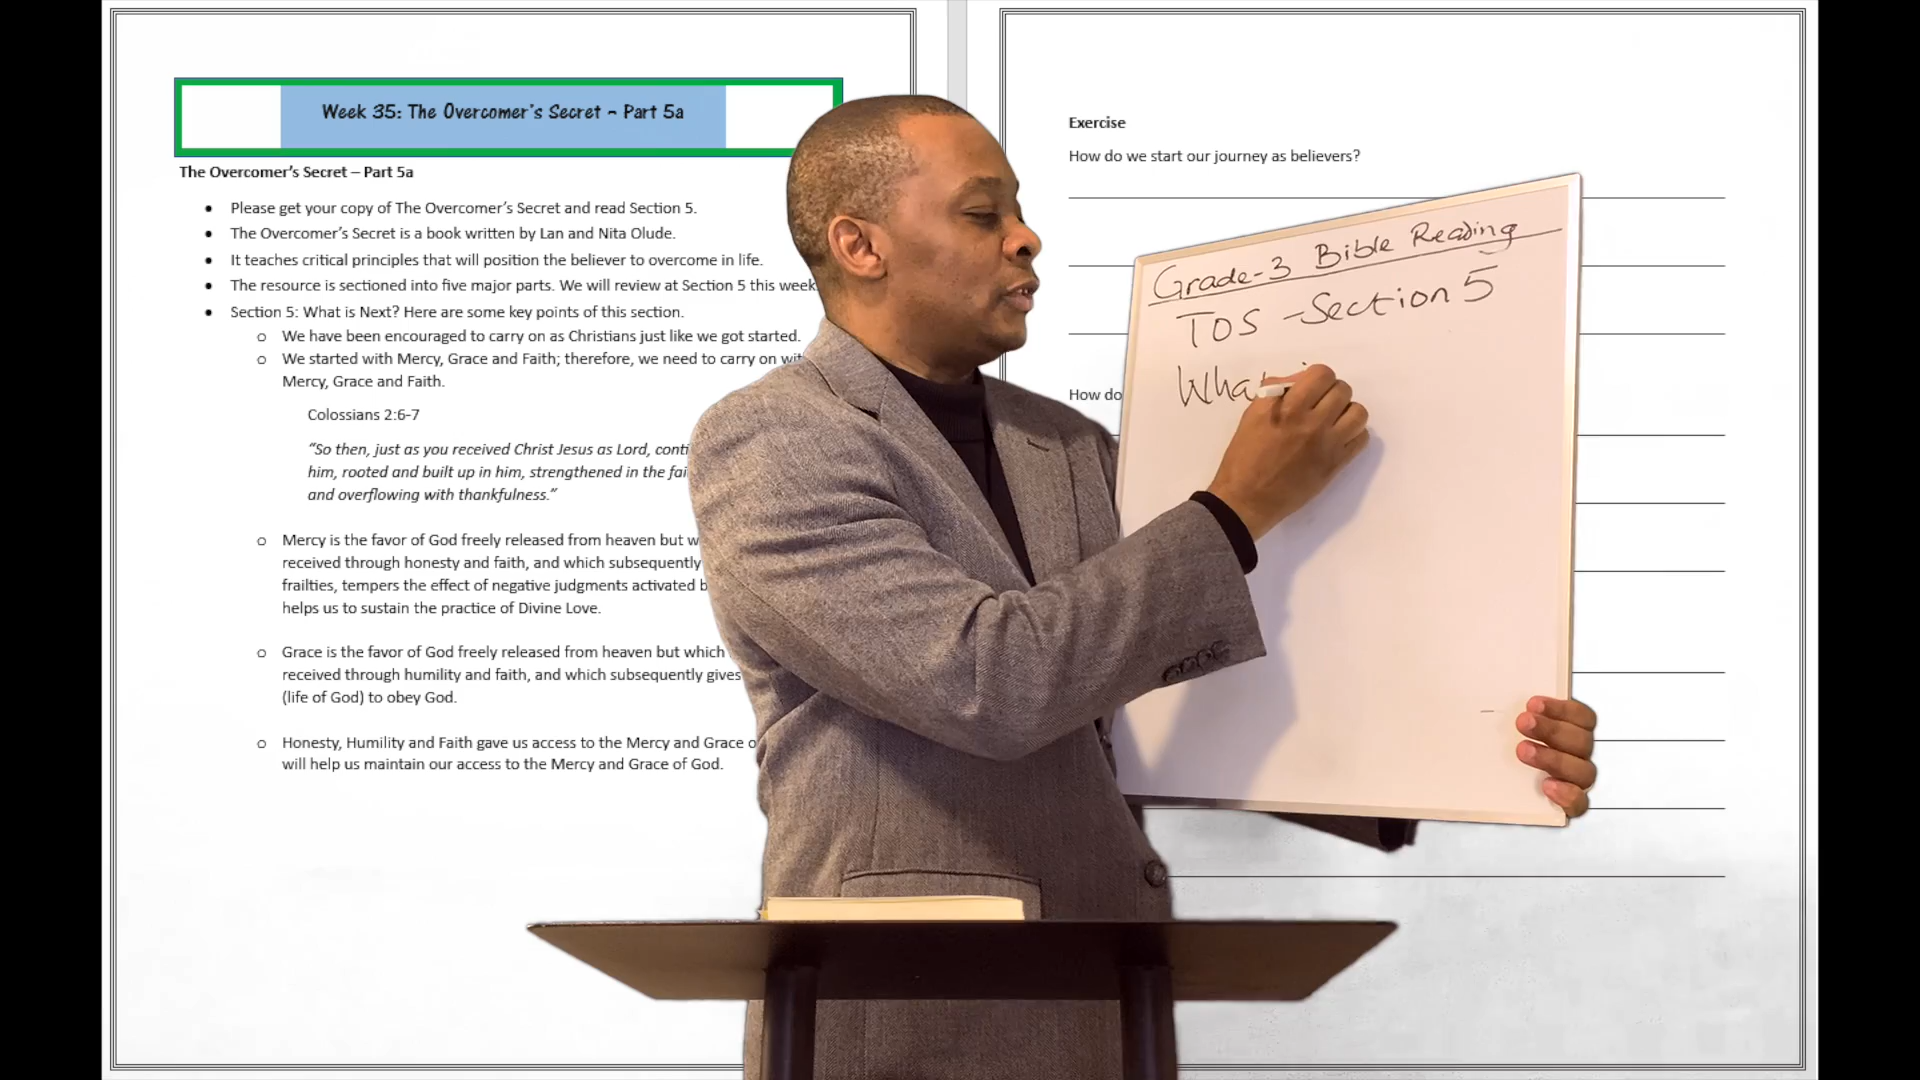 Week 35: The Overcomer's Secret ~ Part 5a
The Overcomer's Secret – Part 5a
• Please get your copy of The Overcomer's Secret and read Section 5.
• The Overcomer's Secret is a book written by Lan and Nita Olude.
• It teaches critical principles that will position the believer to overcome in life.
• The resource is sectioned into five major parts. We will review at Section 5 this week
• Section 5: What is Next? Here are some key points of this section.
o We have been encouraged to carry on as Christians just like we got started.
o We started with Mercy, Grace and Faith; therefore, we need to carry on
Mercy, Grace and Faith.
Colossians 2:6-7
“So then, just as you received Christ Jesus as Lord,
him, rooted and built up in him, strengthened in the
and overflowing with thankfulness.”
o Mercy is the favor of God freely released from heaven but
received through honesty and faith, and which subsequently
frailties, tempers the effect of negative judgments activated
helps us to sustain the practice of Divine Love.
o Grace is the favor of God freely released from heaven but which
received through humility and faith, and which subsequently gives
(life of God) to obey God.
o Honesty, Humility and Faith gave us access to the Mercy and Grace
will help us maintain our access to the Mercy and Grace of God.
Exercise
How do we start our journey as believers?
How do
Grade-3 Bible Reading
TOS - Section 5